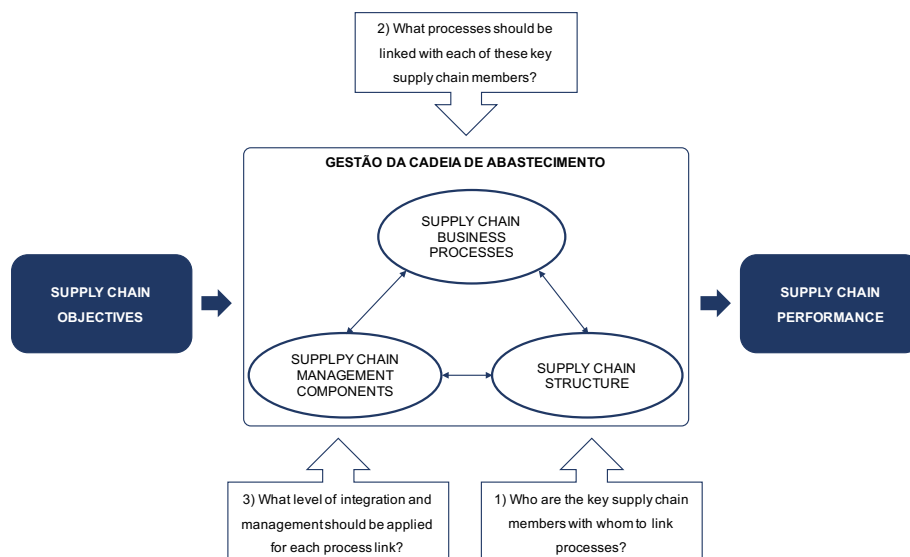 2) What processes should be
linked with each of these key
supply chain members?
GESTÃO DA CADEIA DE ABASTECIMENTO
SUPPLY CHAIN
BUSINESS
PROCESSES
SUPPLY CHAIN
OBJECTIVES
SUPPLY CHAIN
PERFORMANCE
SUPPLPY CHAIN
MANAGEMENT
COMPONENTS
SUPPLY CHAIN
STRUCTURE
3) What level of integration and
management should be applied
for each process link?
1) Who are the key supply chain
members with whom to link
processes?